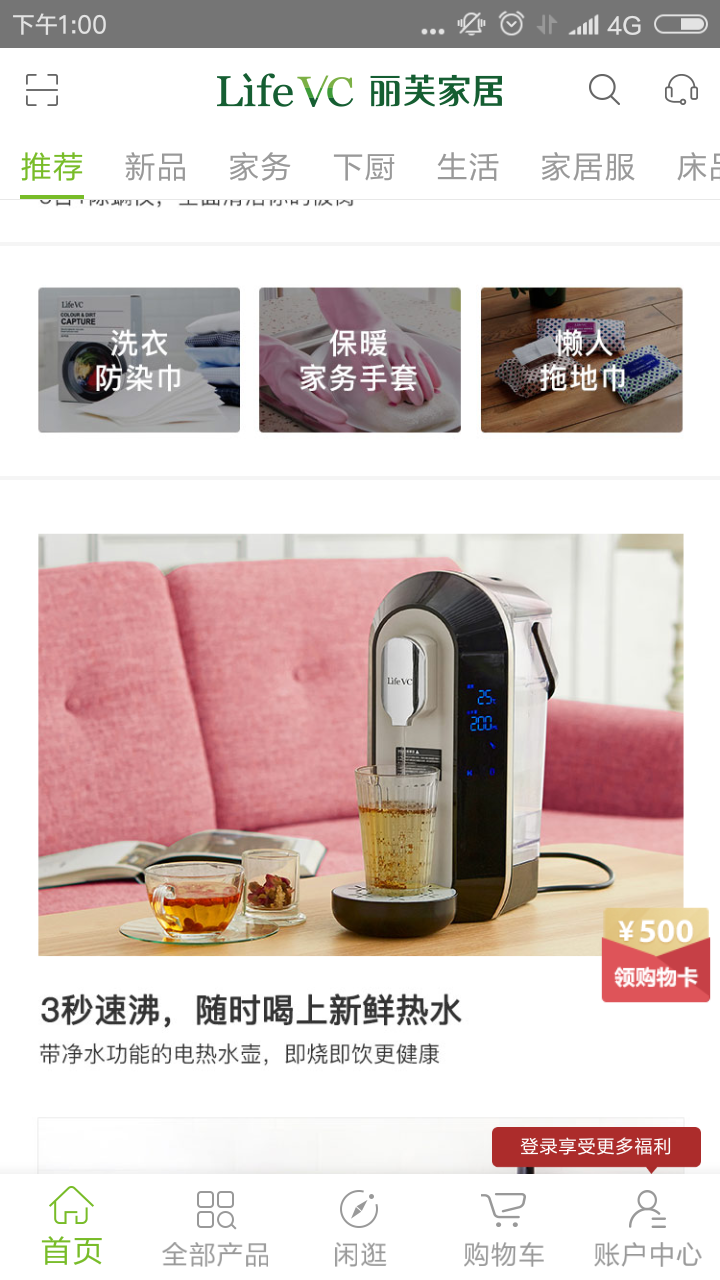 下午1:00
4G
LifeVC 丽芙家居
推荐 新品 家务 下厨 生活 家居服 床品
LifeVC
COLOUR & DIRT
CAPTURE
洗衣
防染巾
保暖
家务手套
懒人
拖地巾
LifeVC
25
200
¥500
领购物卡
3秒速沸，随时喝上新鲜热水
带净水功能的电热水壶，即烧即饮更健康
登录享受更多福利
首页 全部产品 闲逛 购物车 账户中心